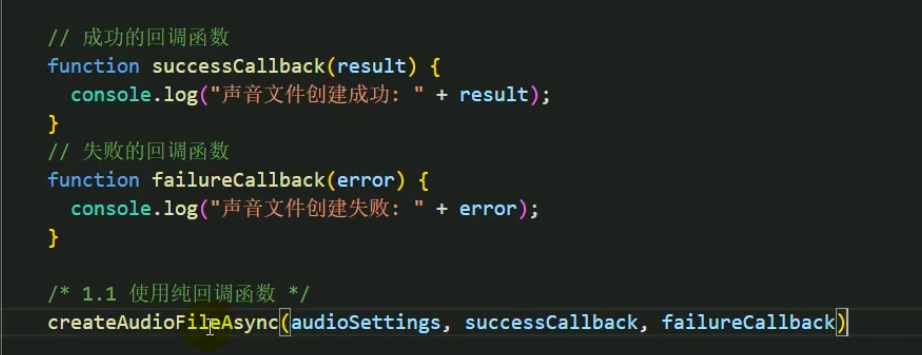 // 成功的回调函数
function successCallback(result) {
  console.log("声音文件创建成功: " + result);
}
// 失败的回调函数
function failureCallback(error) {
  console.log("声音文件创建失败: " + error);
}
/* 1.1 使用纯回调函数 */
createAudioFileAsync(audioSettings, successCallback, failureCallback)